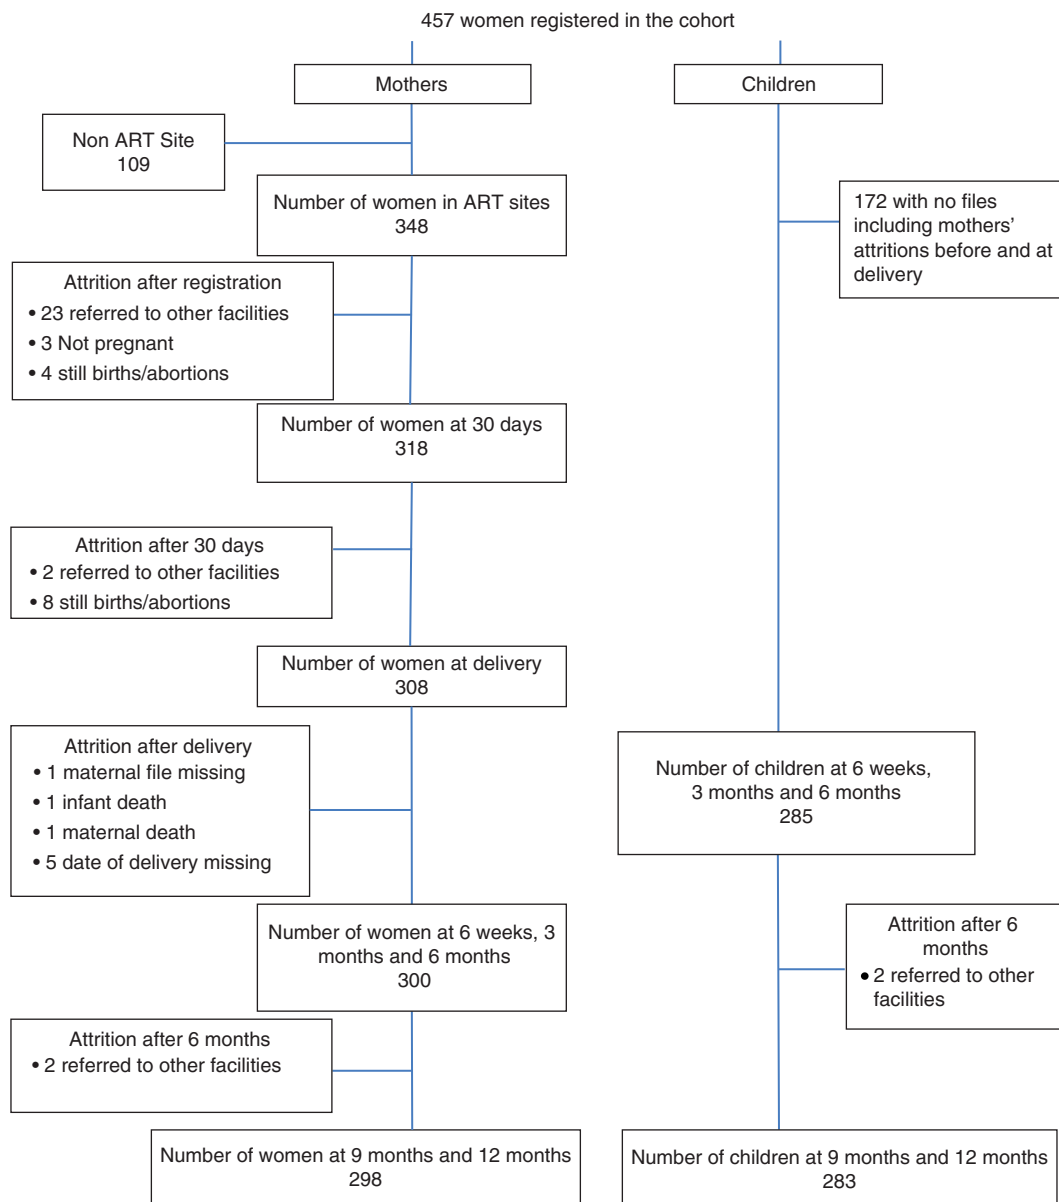 457 women registered in the cohort
Mothers
Children
Non ART Site
109
Number of women in ART sites
348
172 with no files
including mothers’
attritions before and at
delivery
Attrition after registration
• 23 referred to other facilities
• 3 Not pregnant
• 4 still births/abortions
Number of women at 30 days
318
Attrition after 30 days
• 2 referred to other facilities
• 8 still births/abortions
Number of women at delivery
308
Attrition after delivery
• 1 maternal file missing
• 1 infant death
• 1 maternal death
• 5 date of delivery missing
Number of children at 6 weeks,
3 months and 6 months
285
Number of women at 6 weeks, 3
months and 6 months
300
Attrition after 6
months
• 2 referred to other
facilities
Attrition after 6 months
• 2 referred to other facilities
Number of women at 9 months and 12 months
298
Number of children at 9 months and 12 months
283